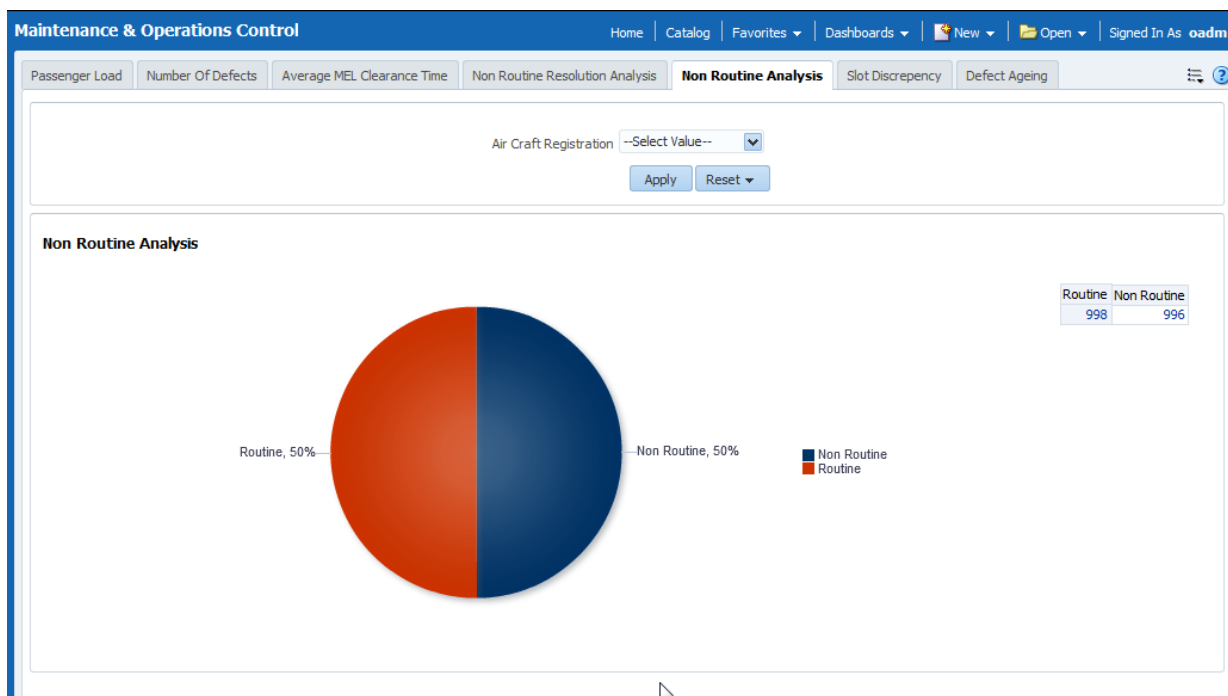 Maintenance & Operations Control
Home Catalog Favorites Dashboards New Open Signed In As oadm
Passenger Load Number Of Defects Average MEL Clearance Time Non Routine Resolution Analysis Non Routine Analysis Slot Discrepency Defect Ageing
Air Craft Registration --Select Value--
Apply Reset
Non Routine Analysis
Routine Non Routine
998 996
Routine, 50%
Non Routine, 50%
Non Routine
Routine